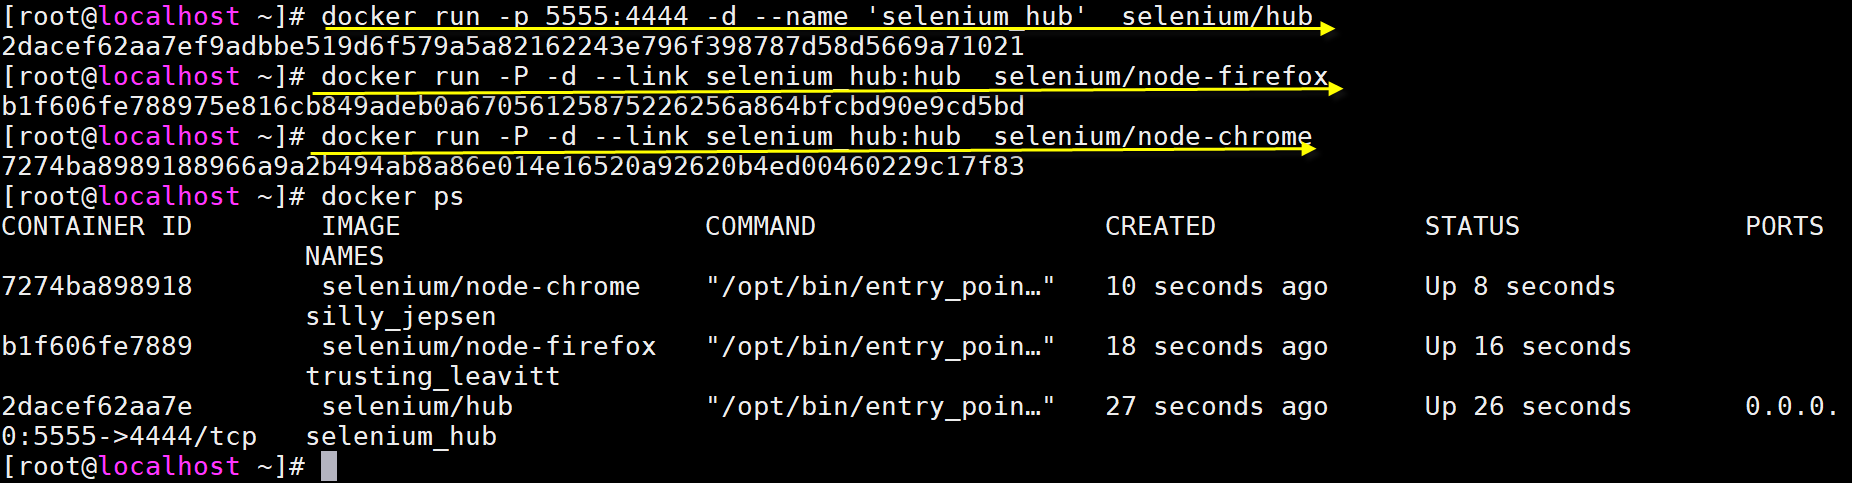 [root@localhost ~]# docker run -p 5555:4444 -d --name 'selenium_hub'  selenium/hub
2dacef62aa7ef9adbbe519d6f579a5a82162243e796f398787d58d5669a71021
[root@localhost ~]# docker run -P -d --link selenium_hub:hub  selenium/node-firefox
b1f606fe788975e816cb849adeb0a67056125875226256a864bfcbd90e9cd5bd
[root@localhost ~]# docker run -P -d --link selenium_hub:hub  selenium/node-chrome
7274ba8989188966a9a2b494ab8a86e014e16520a92620b4ed00460229c17f83
[root@localhost ~]# docker ps
CONTAINER ID        IMAGE                   COMMAND                  CREATED             STATUS              PORTS
                   NAMES
7274ba898918        selenium/node-chrome    "/opt/bin/entry_poin…"   10 seconds ago      Up 8 seconds
                   silly_jepsen
b1f606fe7889        selenium/node-firefox   "/opt/bin/entry_poin…"   18 seconds ago      Up 16 seconds
                   trusting_leavitt
2dacef62aa7e        selenium/hub            "/opt/bin/entry_poin…"   27 seconds ago      Up 26 seconds       0.0.0.
0:5555->4444/tcp   selenium_hub
[root@localhost ~]#